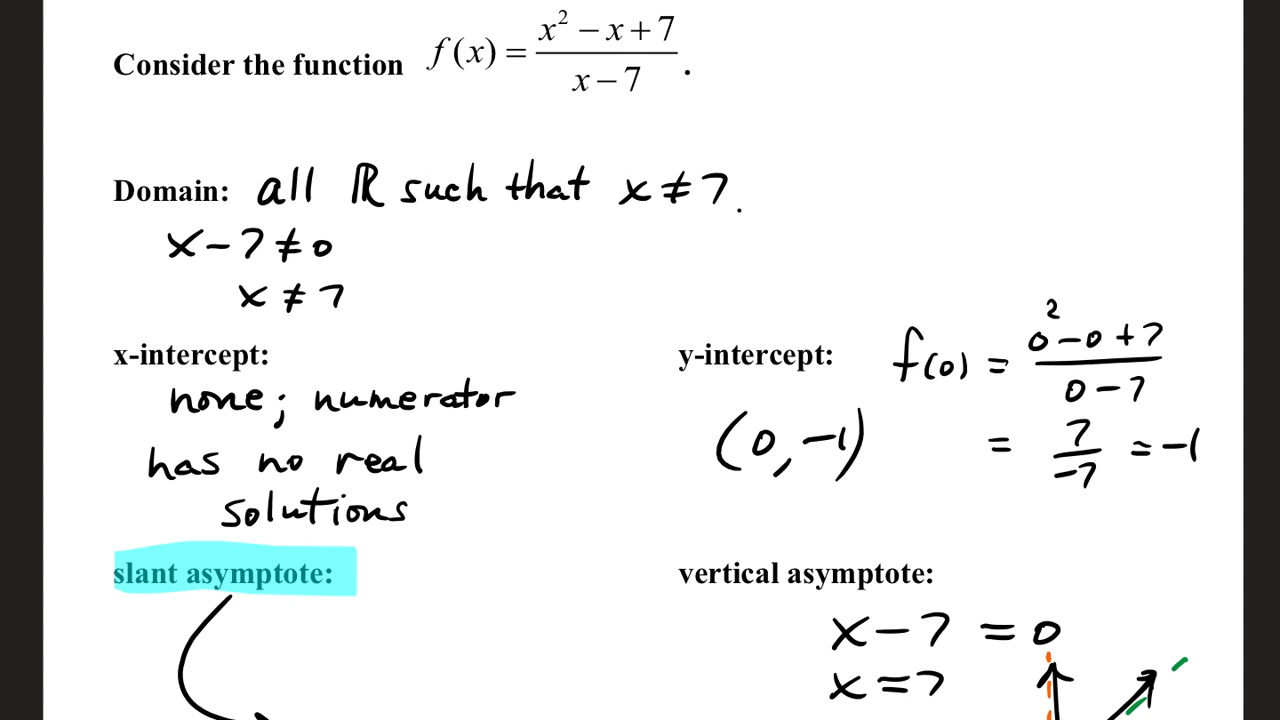 Consider the function f(x) = (x² − x + 7)/(x − 7) .
Domain: all ℝ such that x ≠ 7.
x − 7 ≠ 0
x ≠ 7
x-intercept:
none; numerator
has no real
solutions
y-intercept: f(0) = (0² − 0 + 7)/(0 − 7)
(0, −1) = 7/−7 = −1
slant asymptote:
vertical asymptote:
x − 7 = 0
x = 7